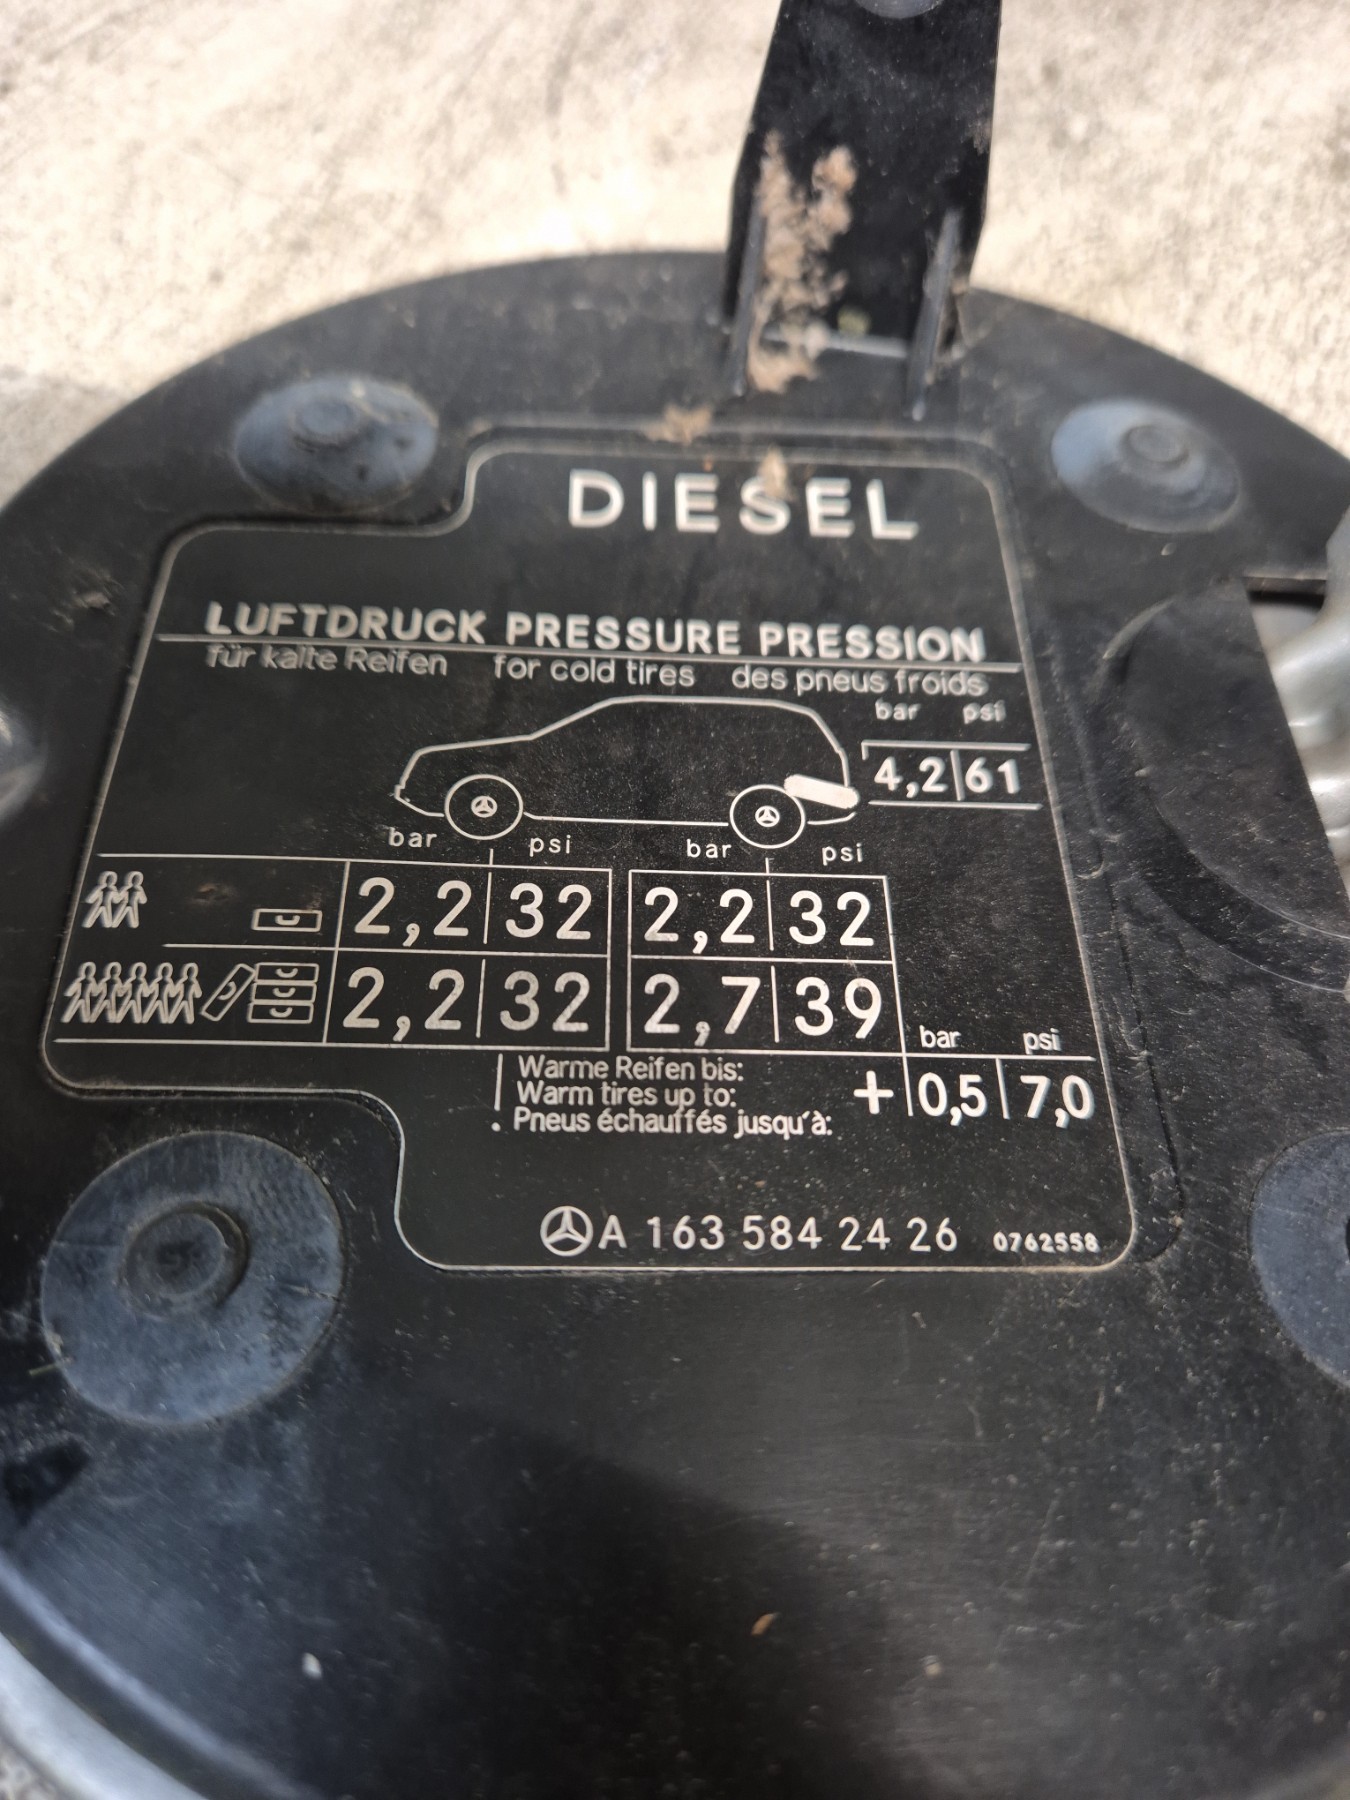 DIESEL
LUFTDRUCK PRESSURE PRESSION
für kalte Reifen for cold tires des pneus froids
bar psi
4,2 61
bar psi bar psi
2,2 32 2,2 32
2,2 32 2,7 39
bar psi
Warme Reifen bis:
Warm tires up to: + 0,5 7,0
Pneus échauffés jusqu'à:
A 163 584 24 26 0762558